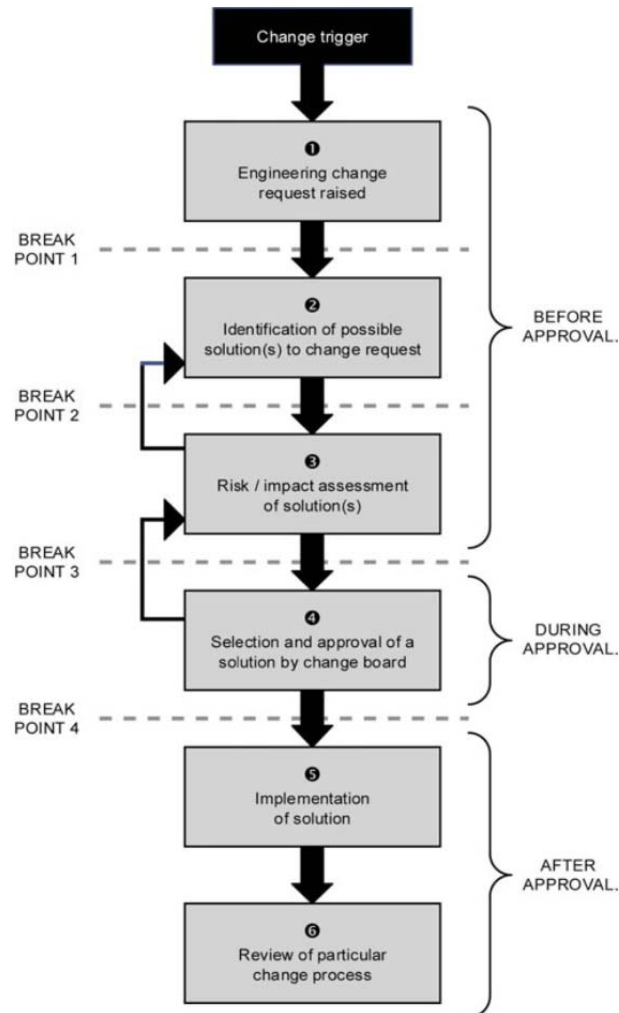 Change trigger
❶
Engineering change
request raised
BREAK
POINT 1
❷
Identification of possible
solution(s) to change request
BEFORE
APPROVAL.
BREAK
POINT 2
❸
Risk / impact assessment
of solution(s)
BREAK
POINT 3
❹
Selection and approval of a
solution by change board
DURING
APPROVAL.
BREAK
POINT 4
❺
Implementation
of solution
AFTER
APPROVAL.
❻
Review of particular
change process